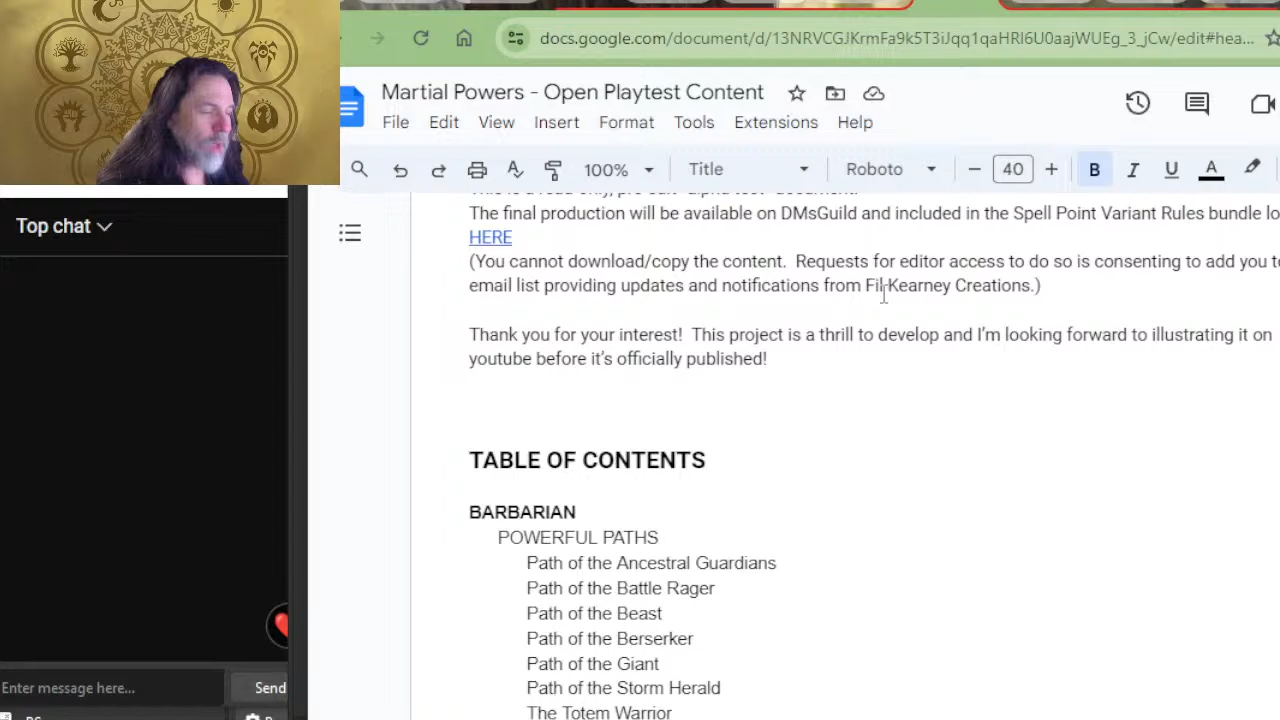 docs.google.com/document/d/13NRVCGJKrmFa9k5T3iJqq1qaHRl6U0aajWUEg_3_jCw/edit#hea...
Martial Powers - Open Playtest Content
File Edit View Insert Format Tools Extensions Help
100% Title Roboto 40 B I U A
The final production will be available on DMsGuild and included in the Spell Point Variant Rules bundle lo
HERE
(You cannot download/copy the content. Requests for editor access to do so is consenting to add you to
email list providing updates and notifications from Fil Kearney Creations.)
Thank you for your interest! This project is a thrill to develop and I'm looking forward to illustrating it on
youtube before it's officially published!
TABLE OF CONTENTS
BARBARIAN
POWERFUL PATHS
Path of the Ancestral Guardians
Path of the Battle Rager
Path of the Beast
Path of the Berserker
Path of the Giant
Path of the Storm Herald
The Totem Warrior
Top chat
Enter message here...
Send